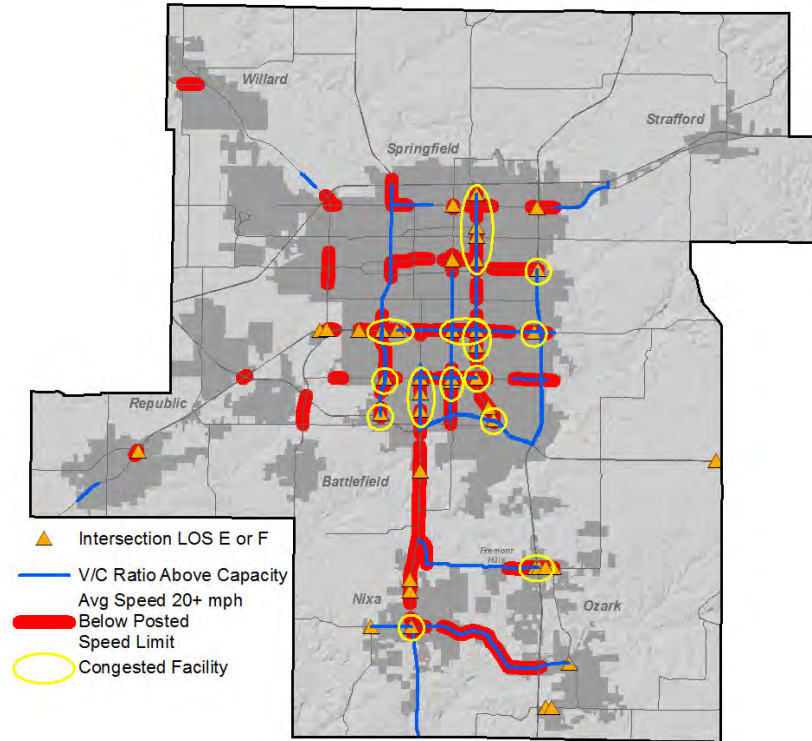 Willard
Strafford
Springfield
Republic
Battlefield
Fremont
Hills
Nixa
Ozark
Intersection LOS E or F
V/C Ratio Above Capacity
Avg Speed 20+ mph
Below Posted
Speed Limit
Congested Facility